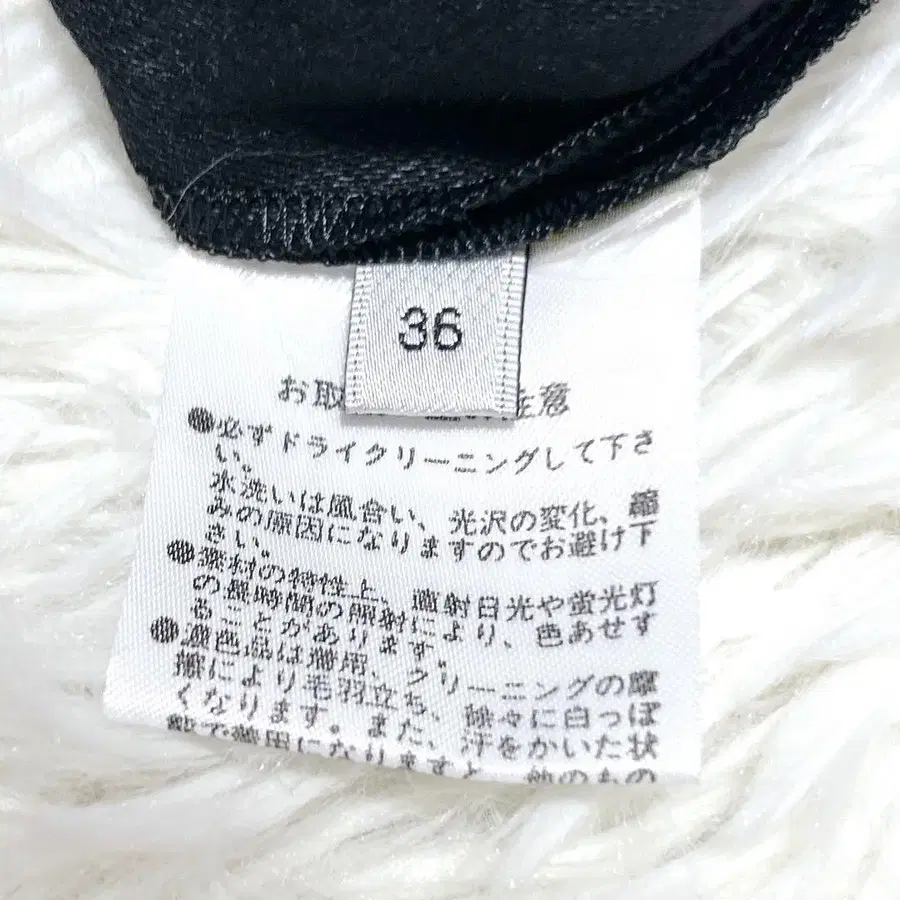 36
お取 注意
●必ずドライクリーニングして下さ
い。
水洗いは風合い、光沢の変化、縮
みの原因になりますのでお避け下
さい。
●素材の特性上、直射日光や蛍光灯
の長時間の照射により、色あせす
ることがあります。
●濃色品は着用、クリーニングの摩
擦により毛羽立ち、徐々に白っぽ
くなります。また、汗をかいた状
態で着用になりますと、他のもの